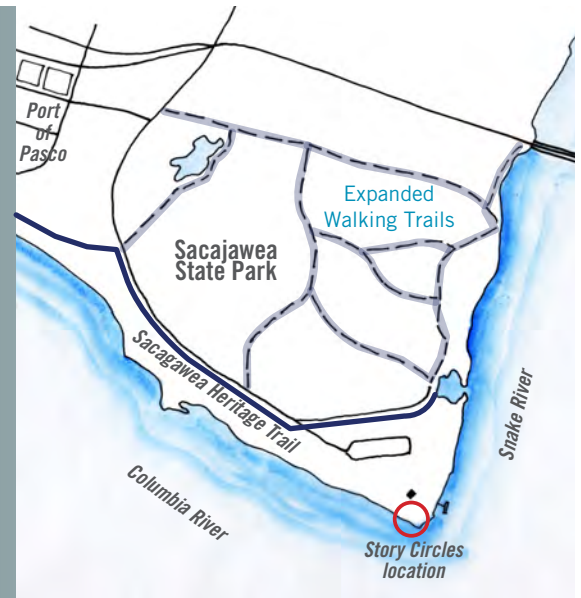 Port
of
Pasco
Expanded
Walking Trails
Sacajawea
State Park
Sacagawea Heritage Trail
Snake River
Columbia River
Story Circles
location